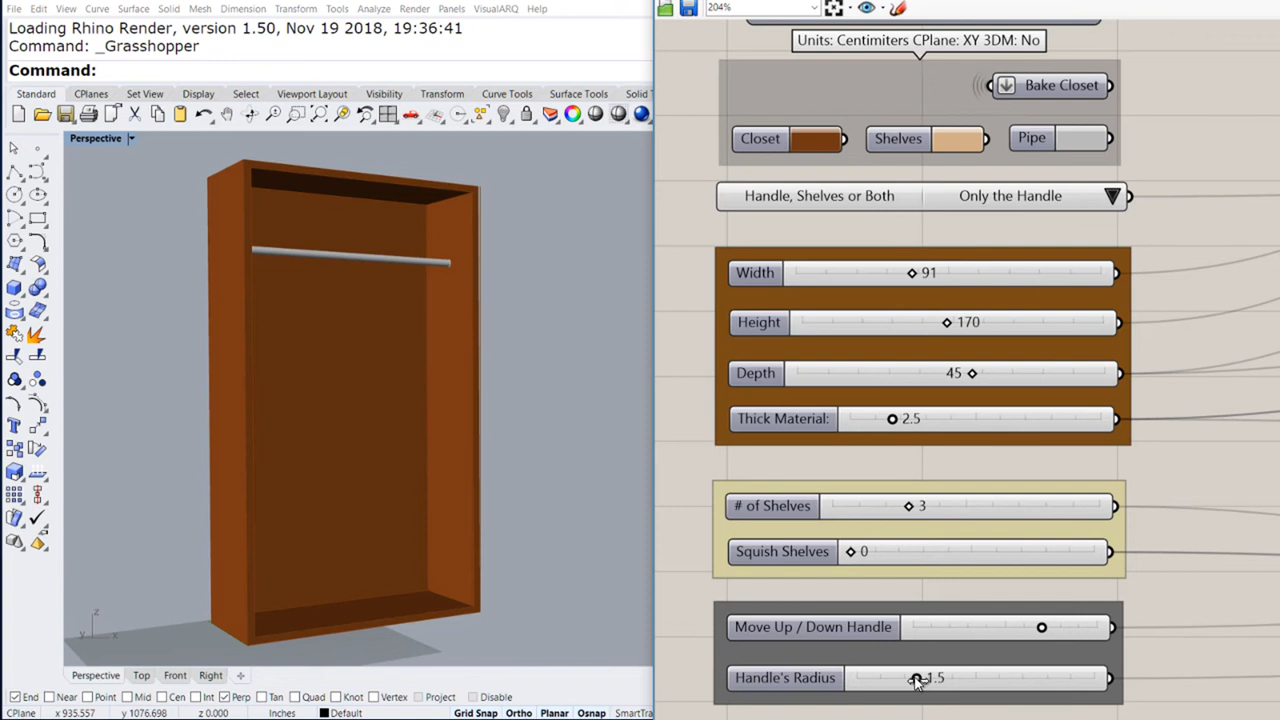 File Edit View Curve Surface Solid Mesh Dimension Transform Tools Analyze Render Panels VisualARQ Help
Loading Rhino Render, version 1.50, Nov 19 2018, 19:36:41
Command: _Grasshopper
Command:
Standard CPlanes Set View Display Select Viewport Layout Visibility Transform Curve Tools Surface Tools Solid T
Perspective
z
y x
Perspective Top Front Right
End Near Point Mid Cen Int Perp Tan Quad Knot Vertex Project Disable
CPlane x 935.557 y 1076.698 z 0.000 Inches Default Grid Snap Ortho Planar Osnap SmartTra
204%
Units: Centimiters CPlane: XY 3DM: No
Bake Closet
Closet Shelves Pipe
Handle, Shelves or Both Only the Handle
Width 91
Height 170
Depth 45
Thick Material: 2.5
# of Shelves 3
Squish Shelves 0
Move Up / Down Handle
Handle's Radius 1.5